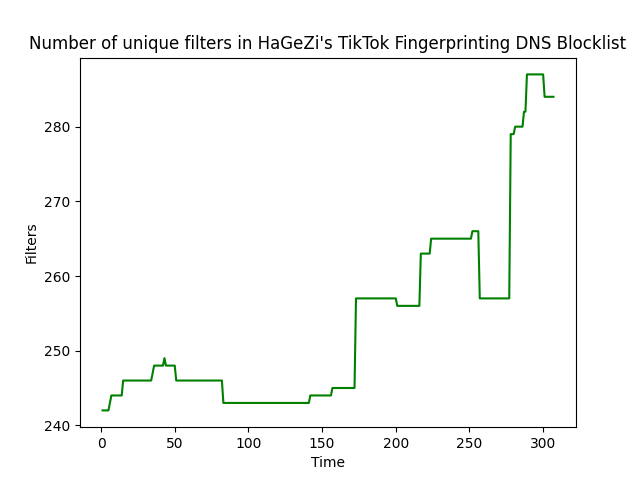 Number of unique filters in HaGeZi's TikTok Fingerprinting DNS Blocklist
280
270
260
250
240
Filters
0 50 100 150 200 250 300
Time